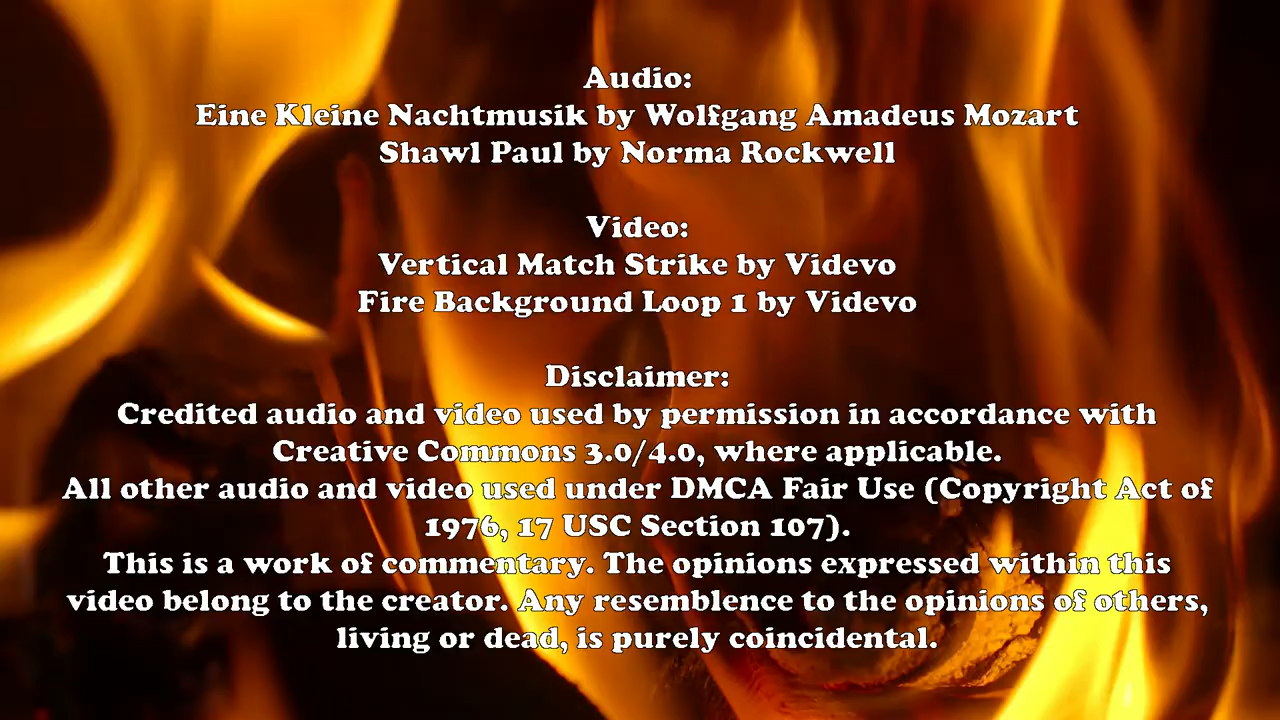 Audio:
Eine Kleine Nachtmusik by Wolfgang Amadeus Mozart
Shawl Paul by Norma Rockwell
Video:
Vertical Match Strike by Videvo
Fire Background Loop 1 by Videvo
Disclaimer:
Credited audio and video used by permission in accordance with
Creative Commons 3.0/4.0, where applicable.
All other audio and video used under DMCA Fair Use (Copyright Act of
1976, 17 USC Section 107).
This is a work of commentary. The opinions expressed within this
video belong to the creator. Any resemblence to the opinions of others,
living or dead, is purely coincidental.